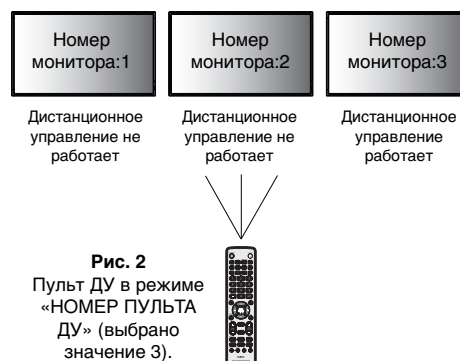 Номер
монитора:1
Номер
монитора:2
Номер
монитора:3
Дистанционное
управление не
работает
Дистанционное
управление не
работает
Дистанционное
управление
работает
Рис. 2
Пульт ДУ в режиме
«НОМЕР ПУЛЬТА
ДУ» (выбрано
значение 3).